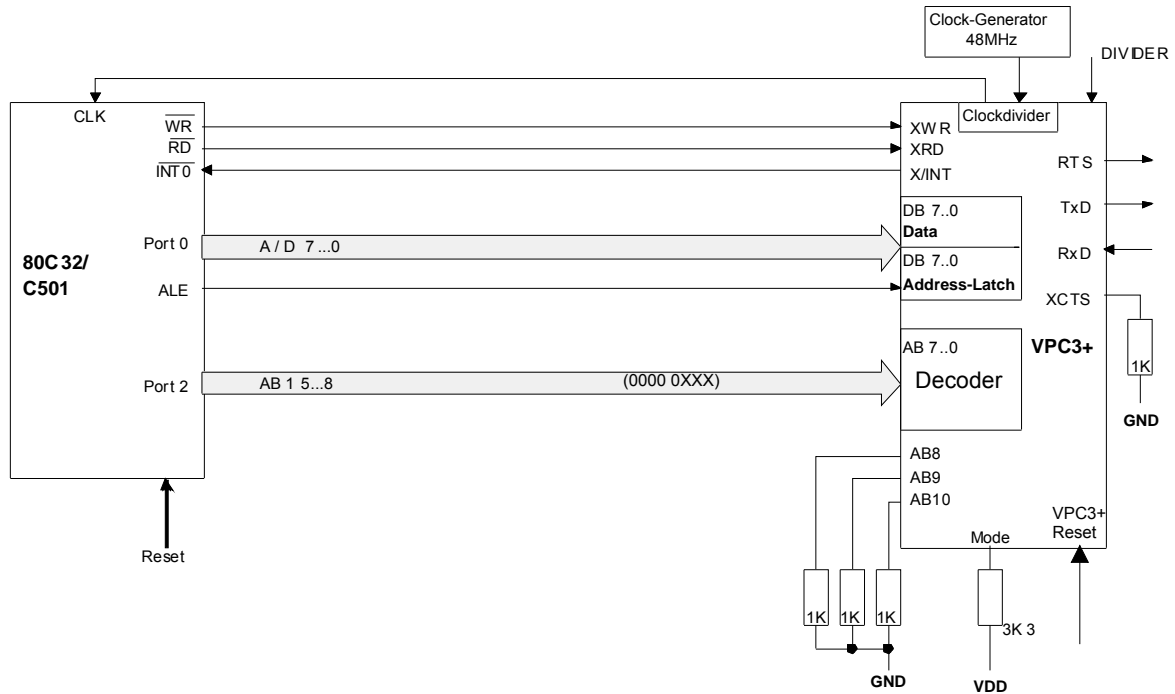 Clock-Generator
48MHz
DIVIDER
CLK
Clockdivider
WR
XWR
RD
XRD
INT0
X/INT
RTS
TxD
DB 7..0
Data
Port 0
A / D 7...0
RxD
80C32/
C501
DB 7..0
Address-Latch
ALE
XCTS
AB 7..0
VPC3+
1K
Port 2
AB 1 5...8
(0000 0XXX)
Decoder
GND
AB8
AB9
AB10
VPC3+
Reset
Mode
Reset
1K
1K
1K
3K 3
GND
VDD